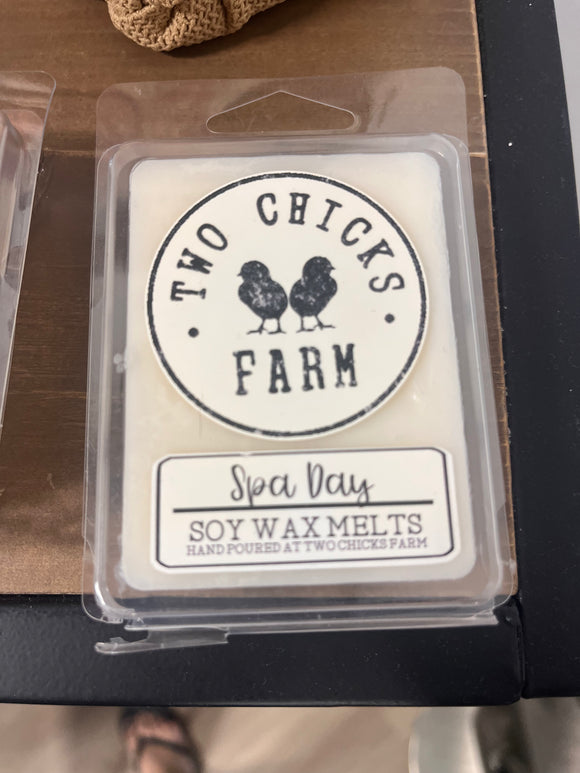 TWO CHICKS
FARM
Spa Day
SOY WAX MELTS
HAND POURED AT TWO CHICKS FARM